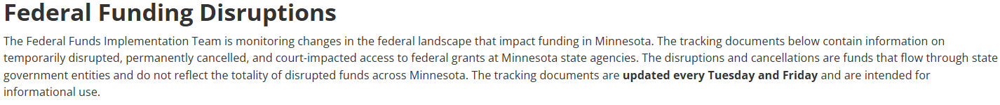 Federal Funding Disruptions
The Federal Funds Implementation Team is monitoring changes in the federal landscape that impact funding in Minnesota. The tracking documents below contain information on
temporarily disrupted, permanently cancelled, and court-impacted access to federal grants at Minnesota state agencies. The disruptions and cancellations are funds that flow through state
government entities and do not reflect the totality of disrupted funds across Minnesota. The tracking documents are updated every Tuesday and Friday and are intended for
informational use.